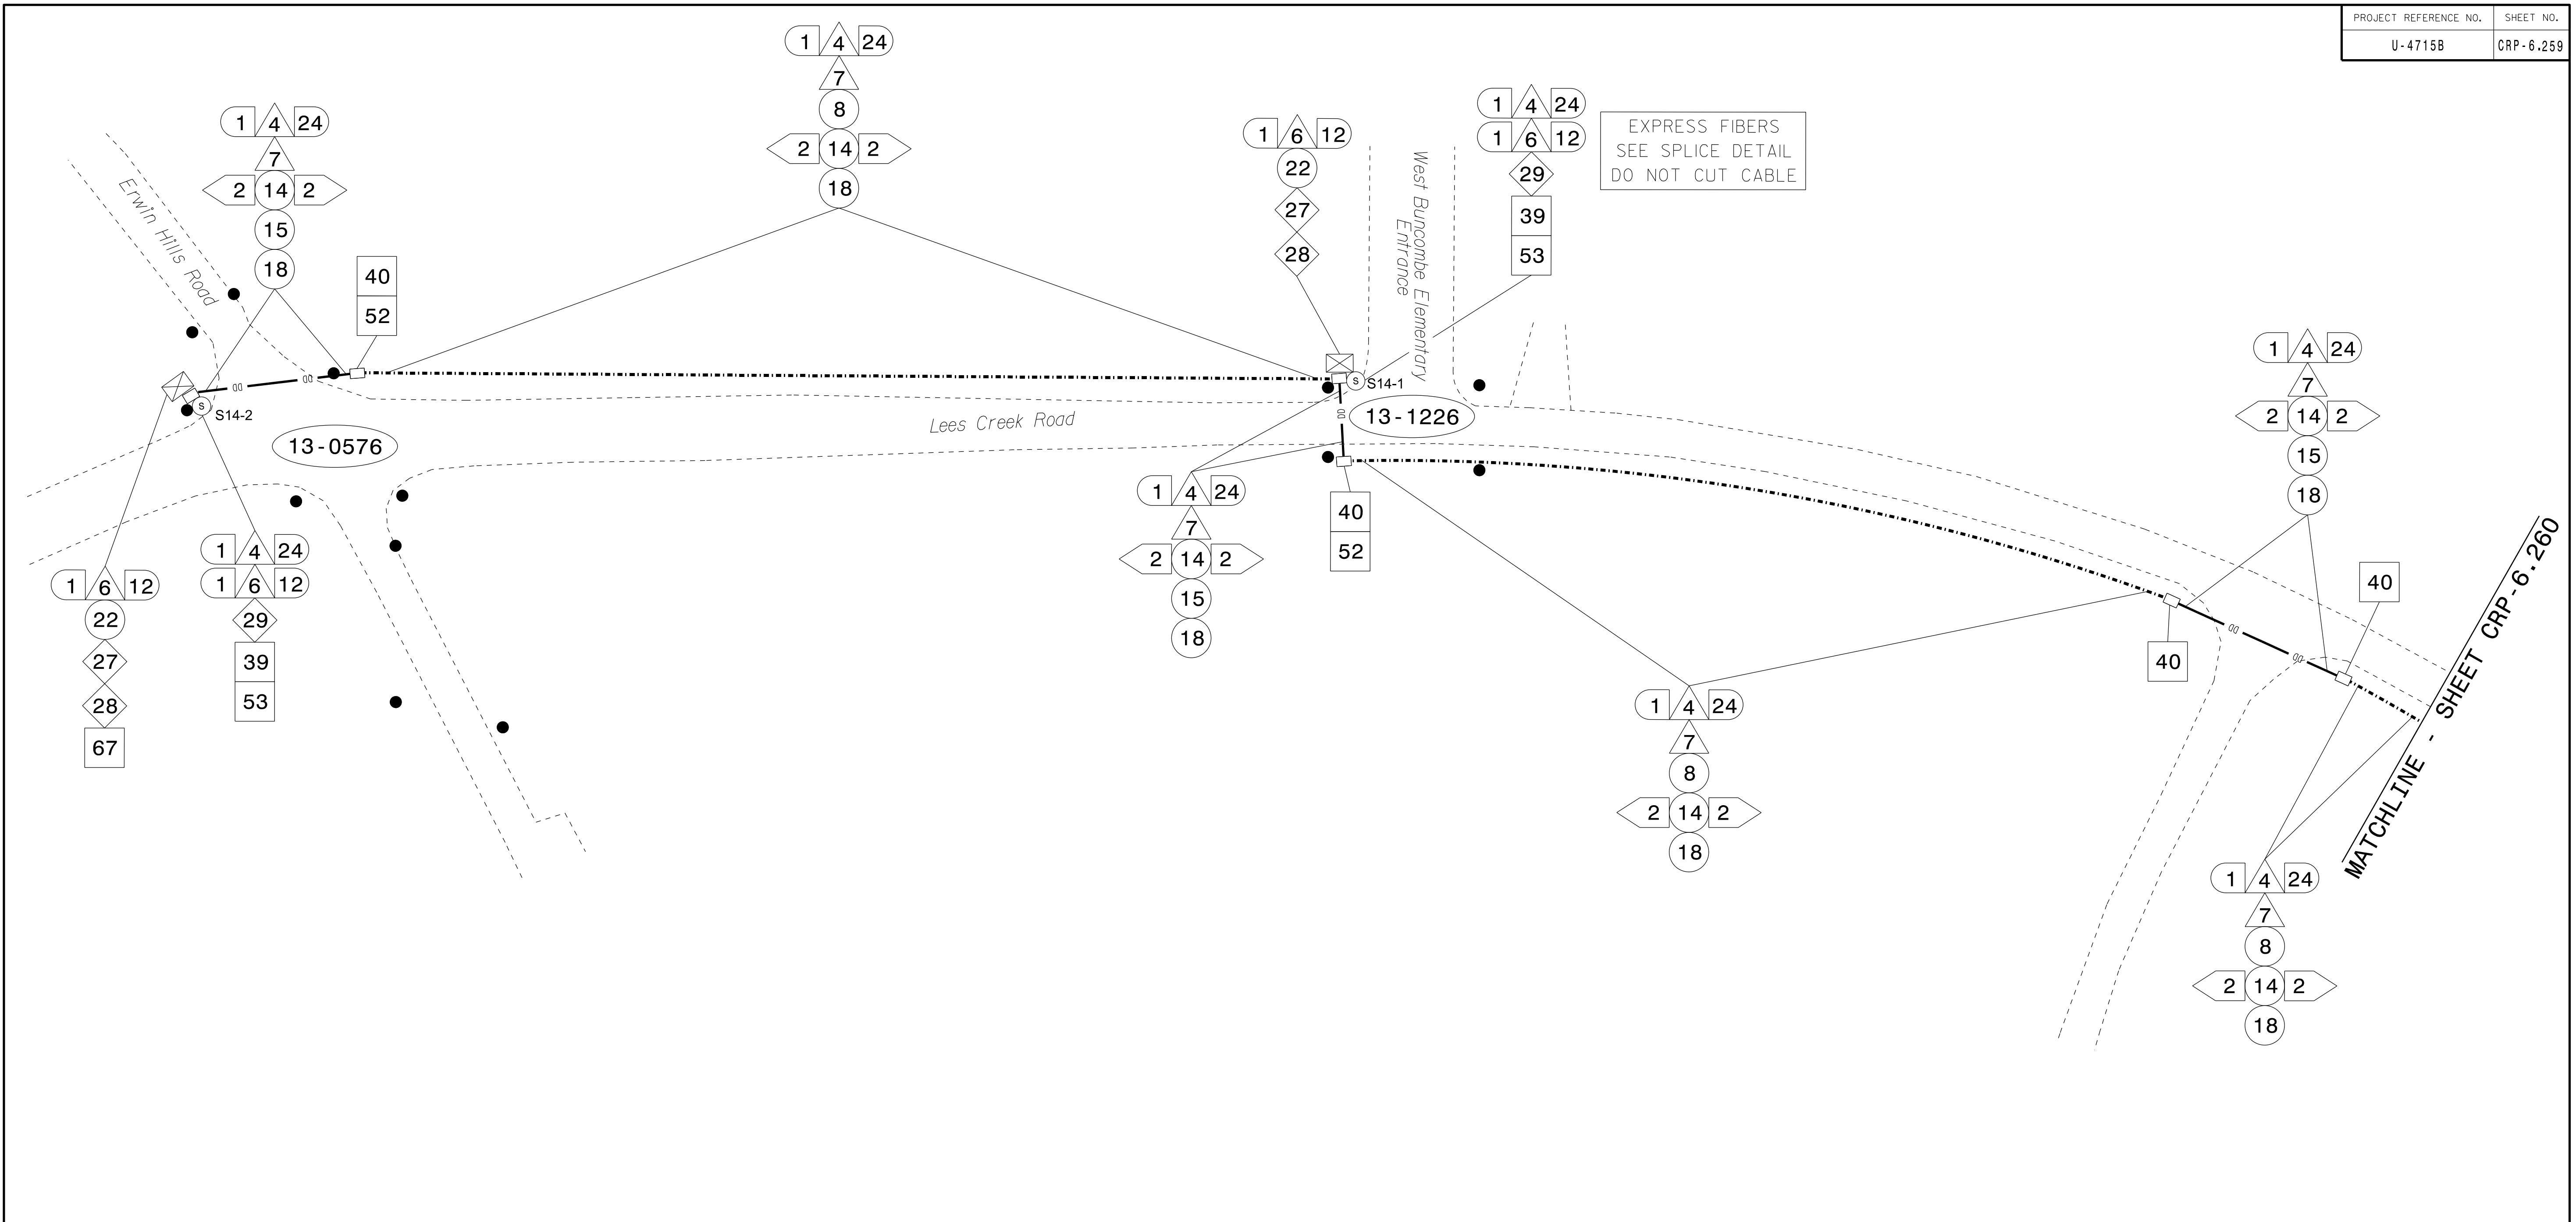 PROJECT REFERENCE NO. SHEET NO.
U-4715B CRP-6.259
1 4 24
7
8
2 14 2
18
1 4 24
7
2 14 2
15
18
40
52
Erwin Hills Road
S14-2
13-0576
1 6 12
22
27
28
67
1 4 24
1 6 12
29
39
53
Lees Creek Road
1 6 12
22
27
28
West Buncombe Elementary
Entrance
1 4 24
1 6 12
29
39
53
EXPRESS FIBERS
SEE SPLICE DETAIL
DO NOT CUT CABLE
S14-1
13-1226
1 4 24
7
2 14 2
15
18
40
52
1 4 24
7
8
2 14 2
18
1 4 24
7
2 14 2
15
18
40
40
MATCHLINE - SHEET CRP-6.260
1 4 24
7
8
2 14 2
18